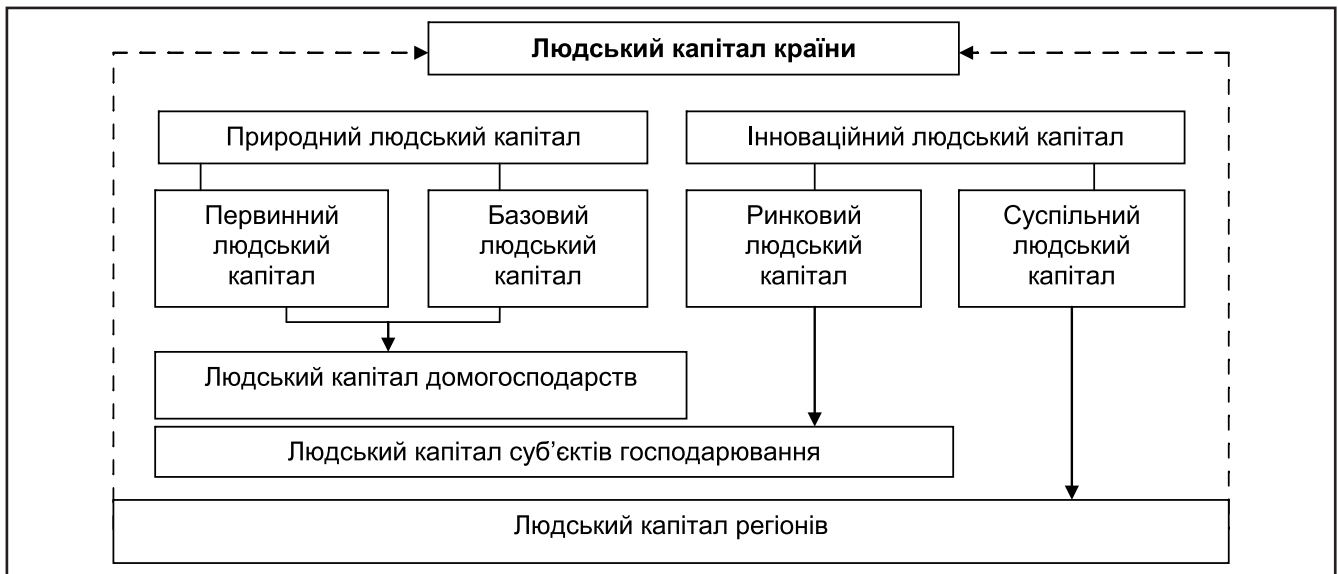 Людський капітал країни
Природний людський капітал
Інноваційний людський капітал
Первинний
людський
капітал
Базовий
людський
капітал
Ринковий
людський
капітал
Суспільний
людський
капітал
Людський капітал домогосподарств
Людський капітал суб’єктів господарювання
Людський капітал регіонів